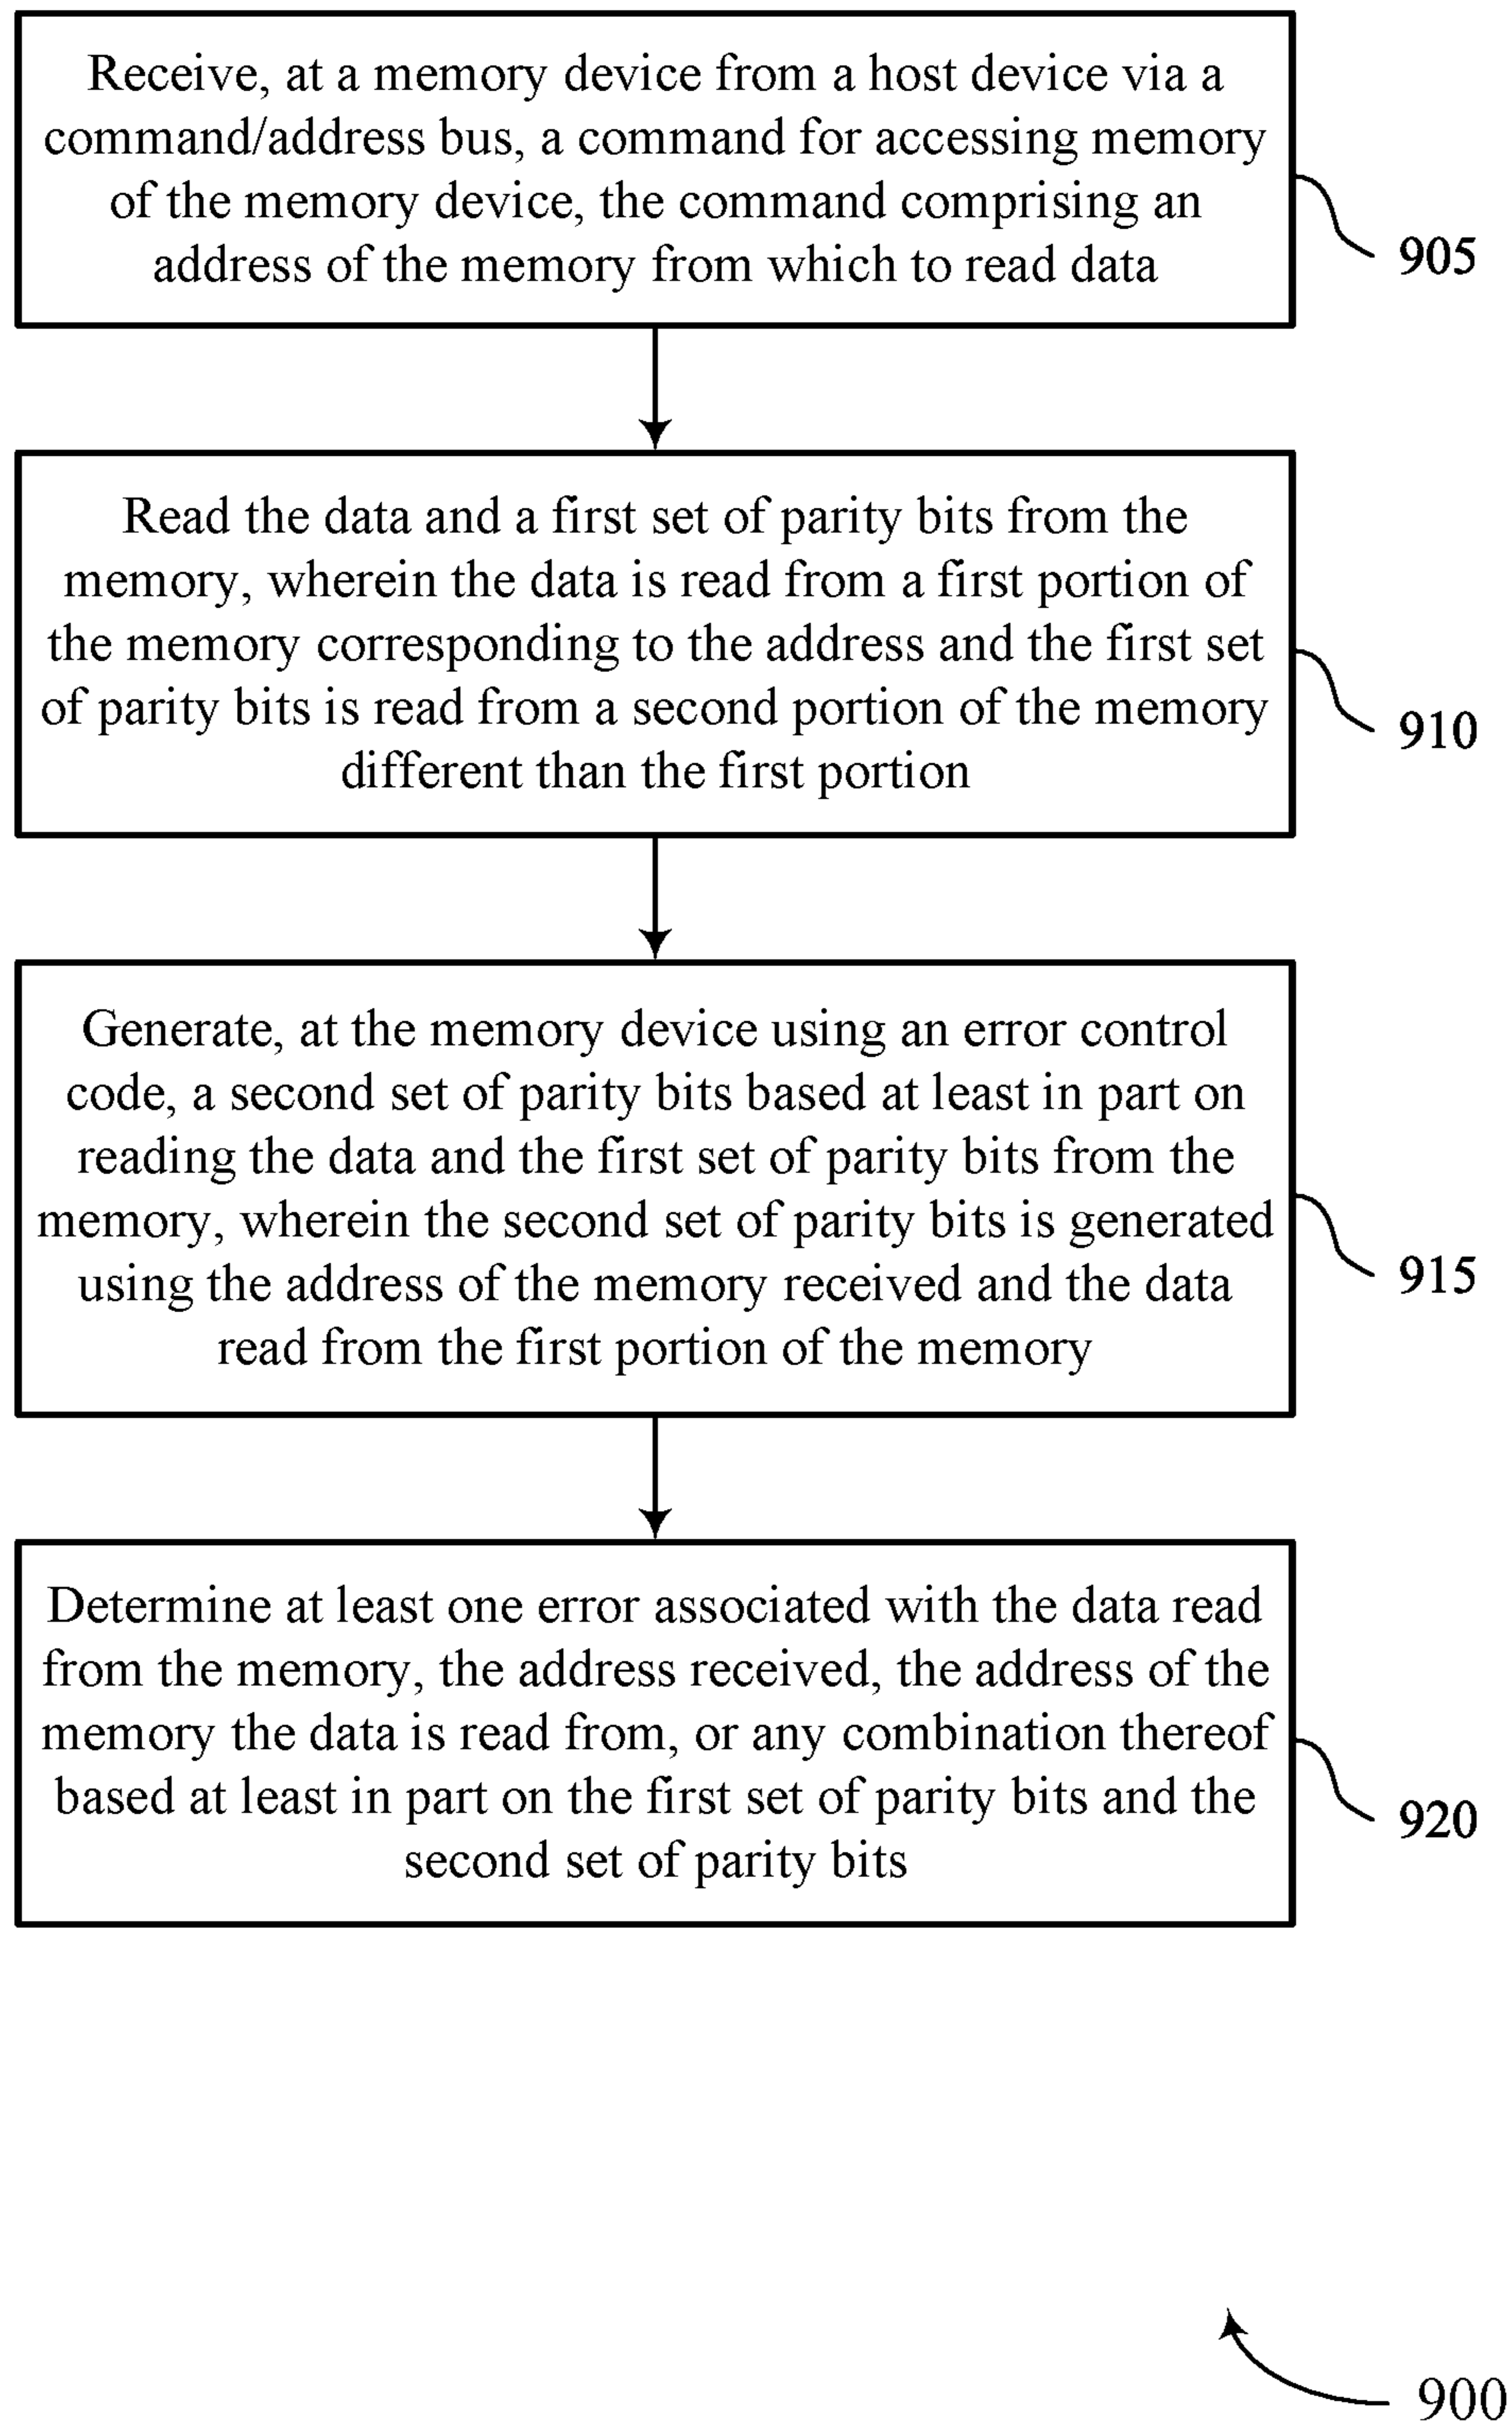 Receive, at a memory device from a host device via a
command/address bus, a command for accessing memory
of the memory device, the command comprising an
address of the memory from which to read data
905
Read the data and a first set of parity bits from the
memory, wherein the data is read from a first portion of
the memory corresponding to the address and the first set
of parity bits is read from a second portion of the memory
different than the first portion
910
Generate, at the memory device using an error control
code, a second set of parity bits based at least in part on
reading the data and the first set of parity bits from the
memory, wherein the second set of parity bits is generated
using the address of the memory received and the data
read from the first portion of the memory
915
Determine at least one error associated with the data read
from the memory, the address received, the address of the
memory the data is read from, or any combination thereof
based at least in part on the first set of parity bits and the
second set of parity bits
920
900